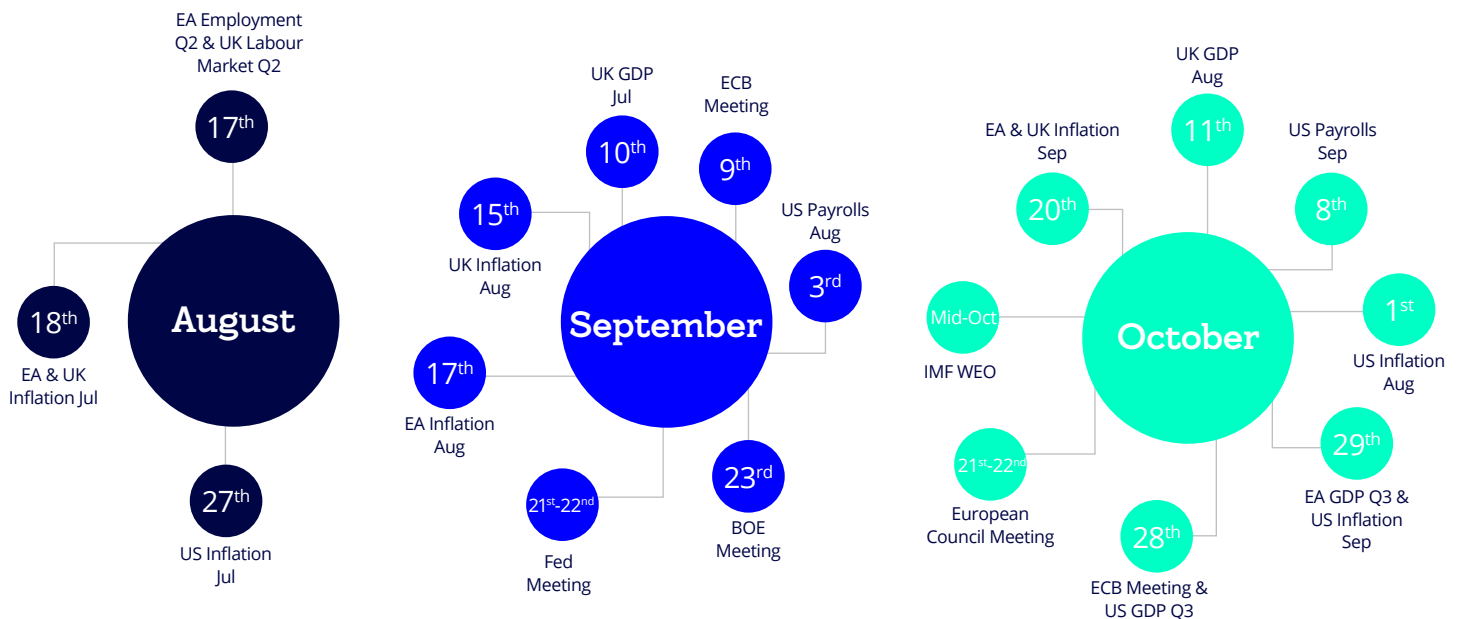 EA Employment
Q2 & UK Labour
Market Q2
17th
August
18th
EA & UK
Inflation Jul
27th
US Inflation
Jul
UK GDP
Jul
10th
ECB
Meeting
9th
15th
UK Inflation
Aug
US Payrolls
Aug
3rd
September
17th
EA Inflation
Aug
21st-22nd
Fed
Meeting
23rd
BOE
Meeting
UK GDP
Aug
11th
EA & UK Inflation
Sep
20th
US Payrolls
Sep
8th
Mid-Oct
IMF WEO
October
1st
US Inflation
Aug
21st-22nd
European
Council Meeting
29th
EA GDP Q3 &
US Inflation
Sep
28th
ECB Meeting &
US GDP Q3